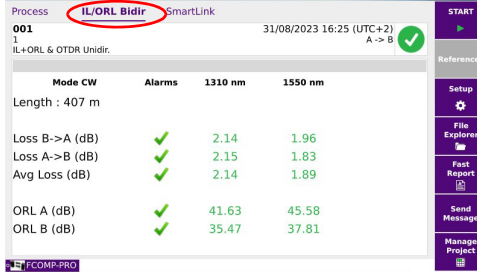 Process IL/ORL Bidir SmartLink
001 31/08/2023 16:25 (UTC+2)
1 A -> B
IL+ORL & OTDR Unidir.
Mode CW Alarms 1310 nm 1550 nm
Length : 407 m
Loss B->A (dB) 2.14 1.96
Loss A->B (dB) 2.15 1.83
Avg Loss (dB) 2.14 1.89
ORL A (dB) 41.63 45.58
ORL B (dB) 35.47 37.81
FCOMP-PRO
START
Reference
Setup
File
Explorer
Fast
Report
Send
Message
Manage
Project